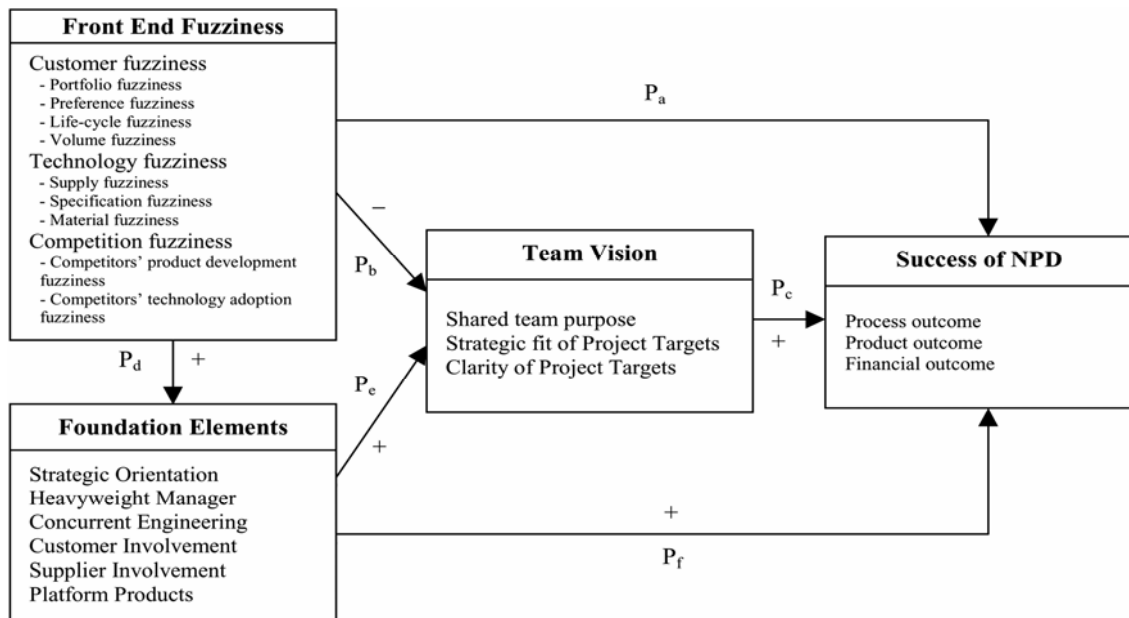 Front End Fuzziness
Customer fuzziness
- Portfolio fuzziness
- Preference fuzziness
- Life-cycle fuzziness
- Volume fuzziness
Technology fuzziness
- Supply fuzziness
- Specification fuzziness
- Material fuzziness
Competition fuzziness
- Competitors' product development
fuzziness
- Competitors' technology adoption
fuzziness
Pa
–
Pb
Pd +
Team Vision
Shared team purpose
Strategic fit of Project Targets
Clarity of Project Targets
Pc
+
Success of NPD
Process outcome
Product outcome
Financial outcome
Pe
+
Foundation Elements
Strategic Orientation
Heavyweight Manager
Concurrent Engineering
Customer Involvement
Supplier Involvement
Platform Products
+
Pf